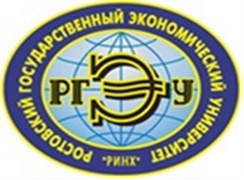 РОСТОВСКИЙ ГОСУДАРСТВЕННЫЙ ЭКОНОМИЧЕСКИЙ УНИВЕРСИТЕТ
РГЭУ
"РИНХ"